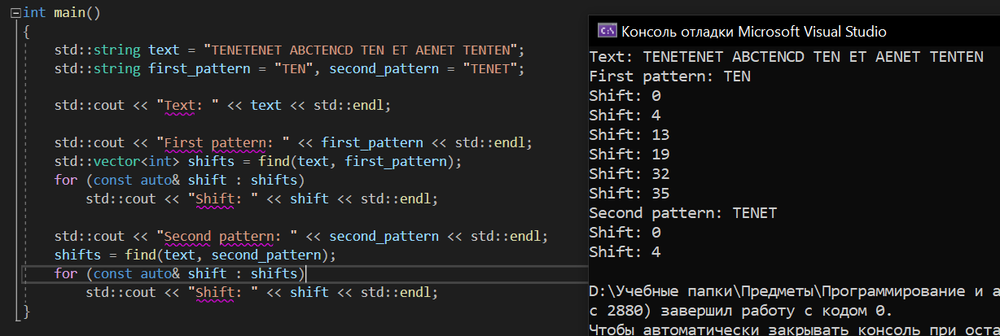 int main()
{
std::string text = "TENETENET ABCTENCD TEN ET AENET TENTEN";
std::string first_pattern = "TEN", second_pattern = "TENET";
std::cout << "Text: " << text << std::endl;
std::cout << "First pattern: " << first_pattern << std::endl;
std::vector<int> shifts = find(text, first_pattern);
for (const auto& shift : shifts)
std::cout << "Shift: " << shift << std::endl;
std::cout << "Second pattern: " << second_pattern << std::endl;
shifts = find(text, second_pattern);
for (const auto& shift : shifts)
std::cout << "Shift: " << shift << std::endl;
}
C:\
Консоль отладки Microsoft Visual Studio
Text: TENETENET ABCTENCD TEN ET AENET TENTEN
First pattern: TEN
Shift: 0
Shift: 4
Shift: 13
Shift: 19
Shift: 32
Shift: 35
Second pattern: TENET
Shift: 0
Shift: 4
D:\Учебные папки\Предметы\Программирование и а
с 2880) завершил работу с кодом 0.
Чтобы автоматически закрывать консоль при оста